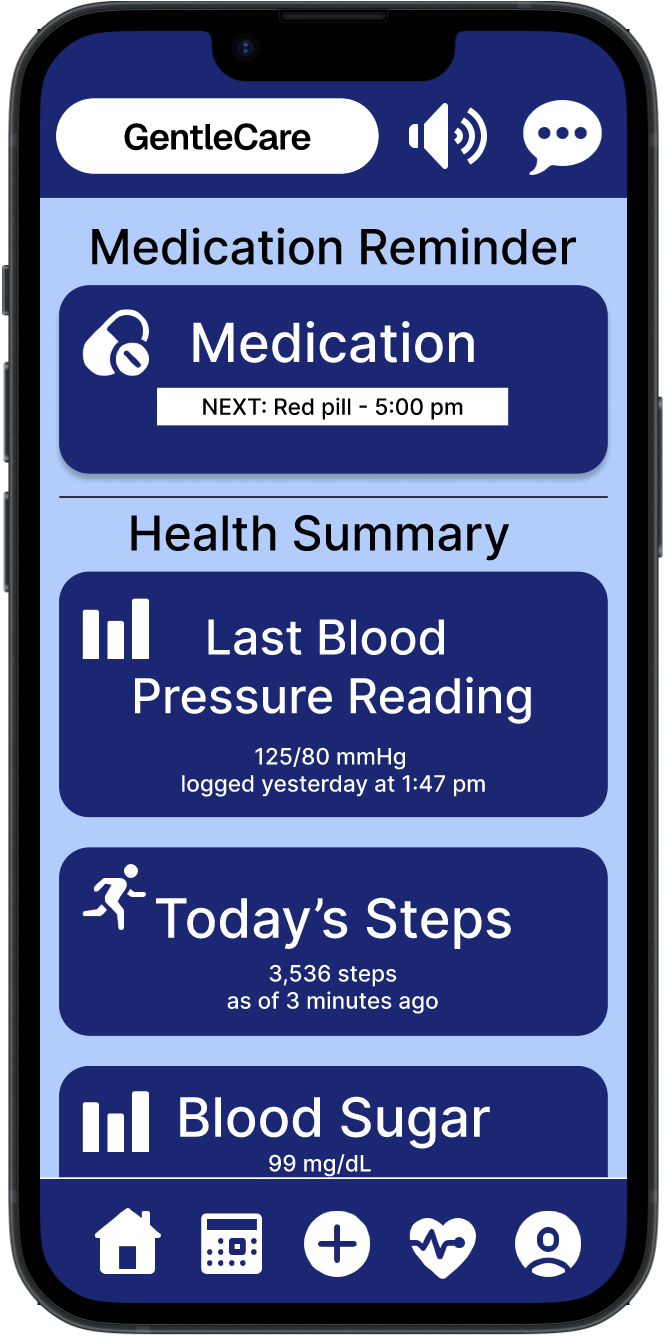 GentleCare
Medication Reminder
Medication
NEXT: Red pill - 5:00 pm
Health Summary
Last Blood
Pressure Reading
125/80 mmHg
logged yesterday at 1:47 pm
Today’s Steps
3,536 steps
as of 3 minutes ago
Blood Sugar
99 mg/dL